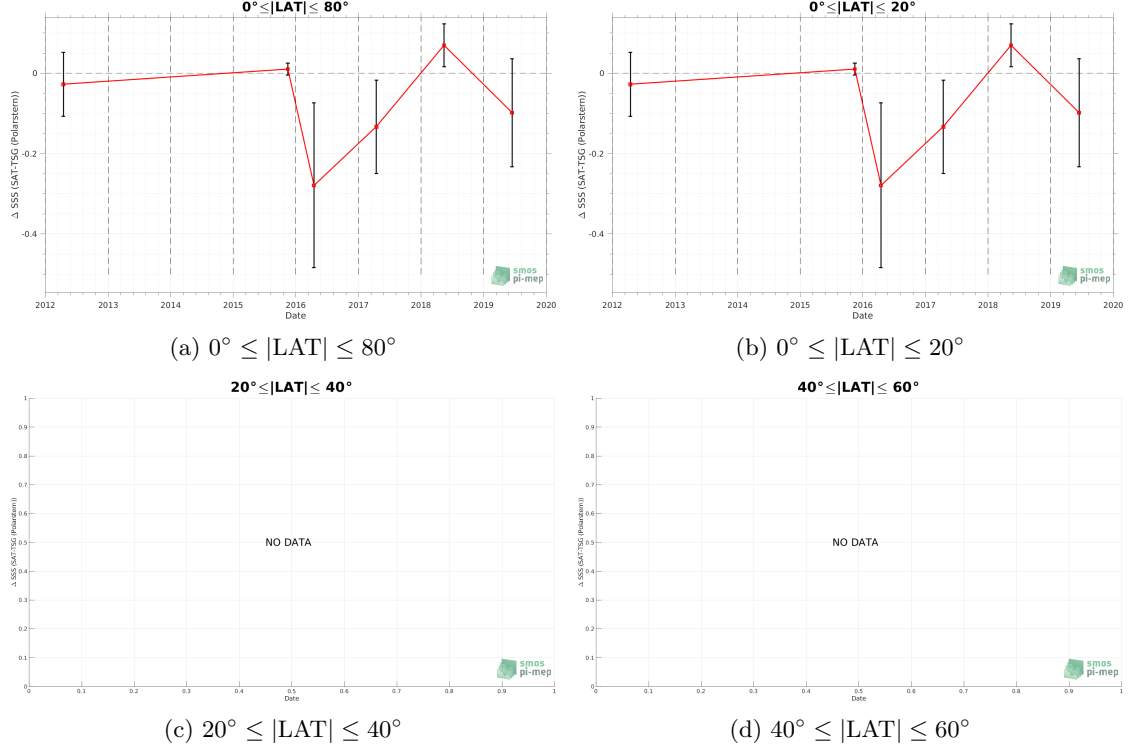 0°≤|LAT|≤ 80°
0
-0.2
-0.4
Δ SSS (SAT-TSG (Polarstern))
2012 2013 2014 2015 2016 2017 2018 2019 2020
Date
smos
pi-mep
(a) 0° ≤ |LAT| ≤ 80°
0°≤|LAT|≤ 20°
0
-0.2
-0.4
Δ SSS (SAT-TSG (Polarstern))
2012 2013 2014 2015 2016 2017 2018 2019 2020
Date
smos
pi-mep
(b) 0° ≤ |LAT| ≤ 20°
20°≤|LAT|≤ 40°
1
0.9
0.8
0.7
0.6
0.5
0.4
0.3
0.2
0.1
0
Δ SSS (SAT-TSG (Polarstern))
NO DATA
0 0.1 0.2 0.3 0.4 0.5 0.6 0.7 0.8 0.9 1
Date
smos
pi-mep
(c) 20° ≤ |LAT| ≤ 40°
40°≤|LAT|≤ 60°
1
0.9
0.8
0.7
0.6
0.5
0.4
0.3
0.2
0.1
0
Δ SSS (SAT-TSG (Polarstern))
NO DATA
0 0.1 0.2 0.3 0.4 0.5 0.6 0.7 0.8 0.9 1
Date
smos
pi-mep
(d) 40° ≤ |LAT| ≤ 60°